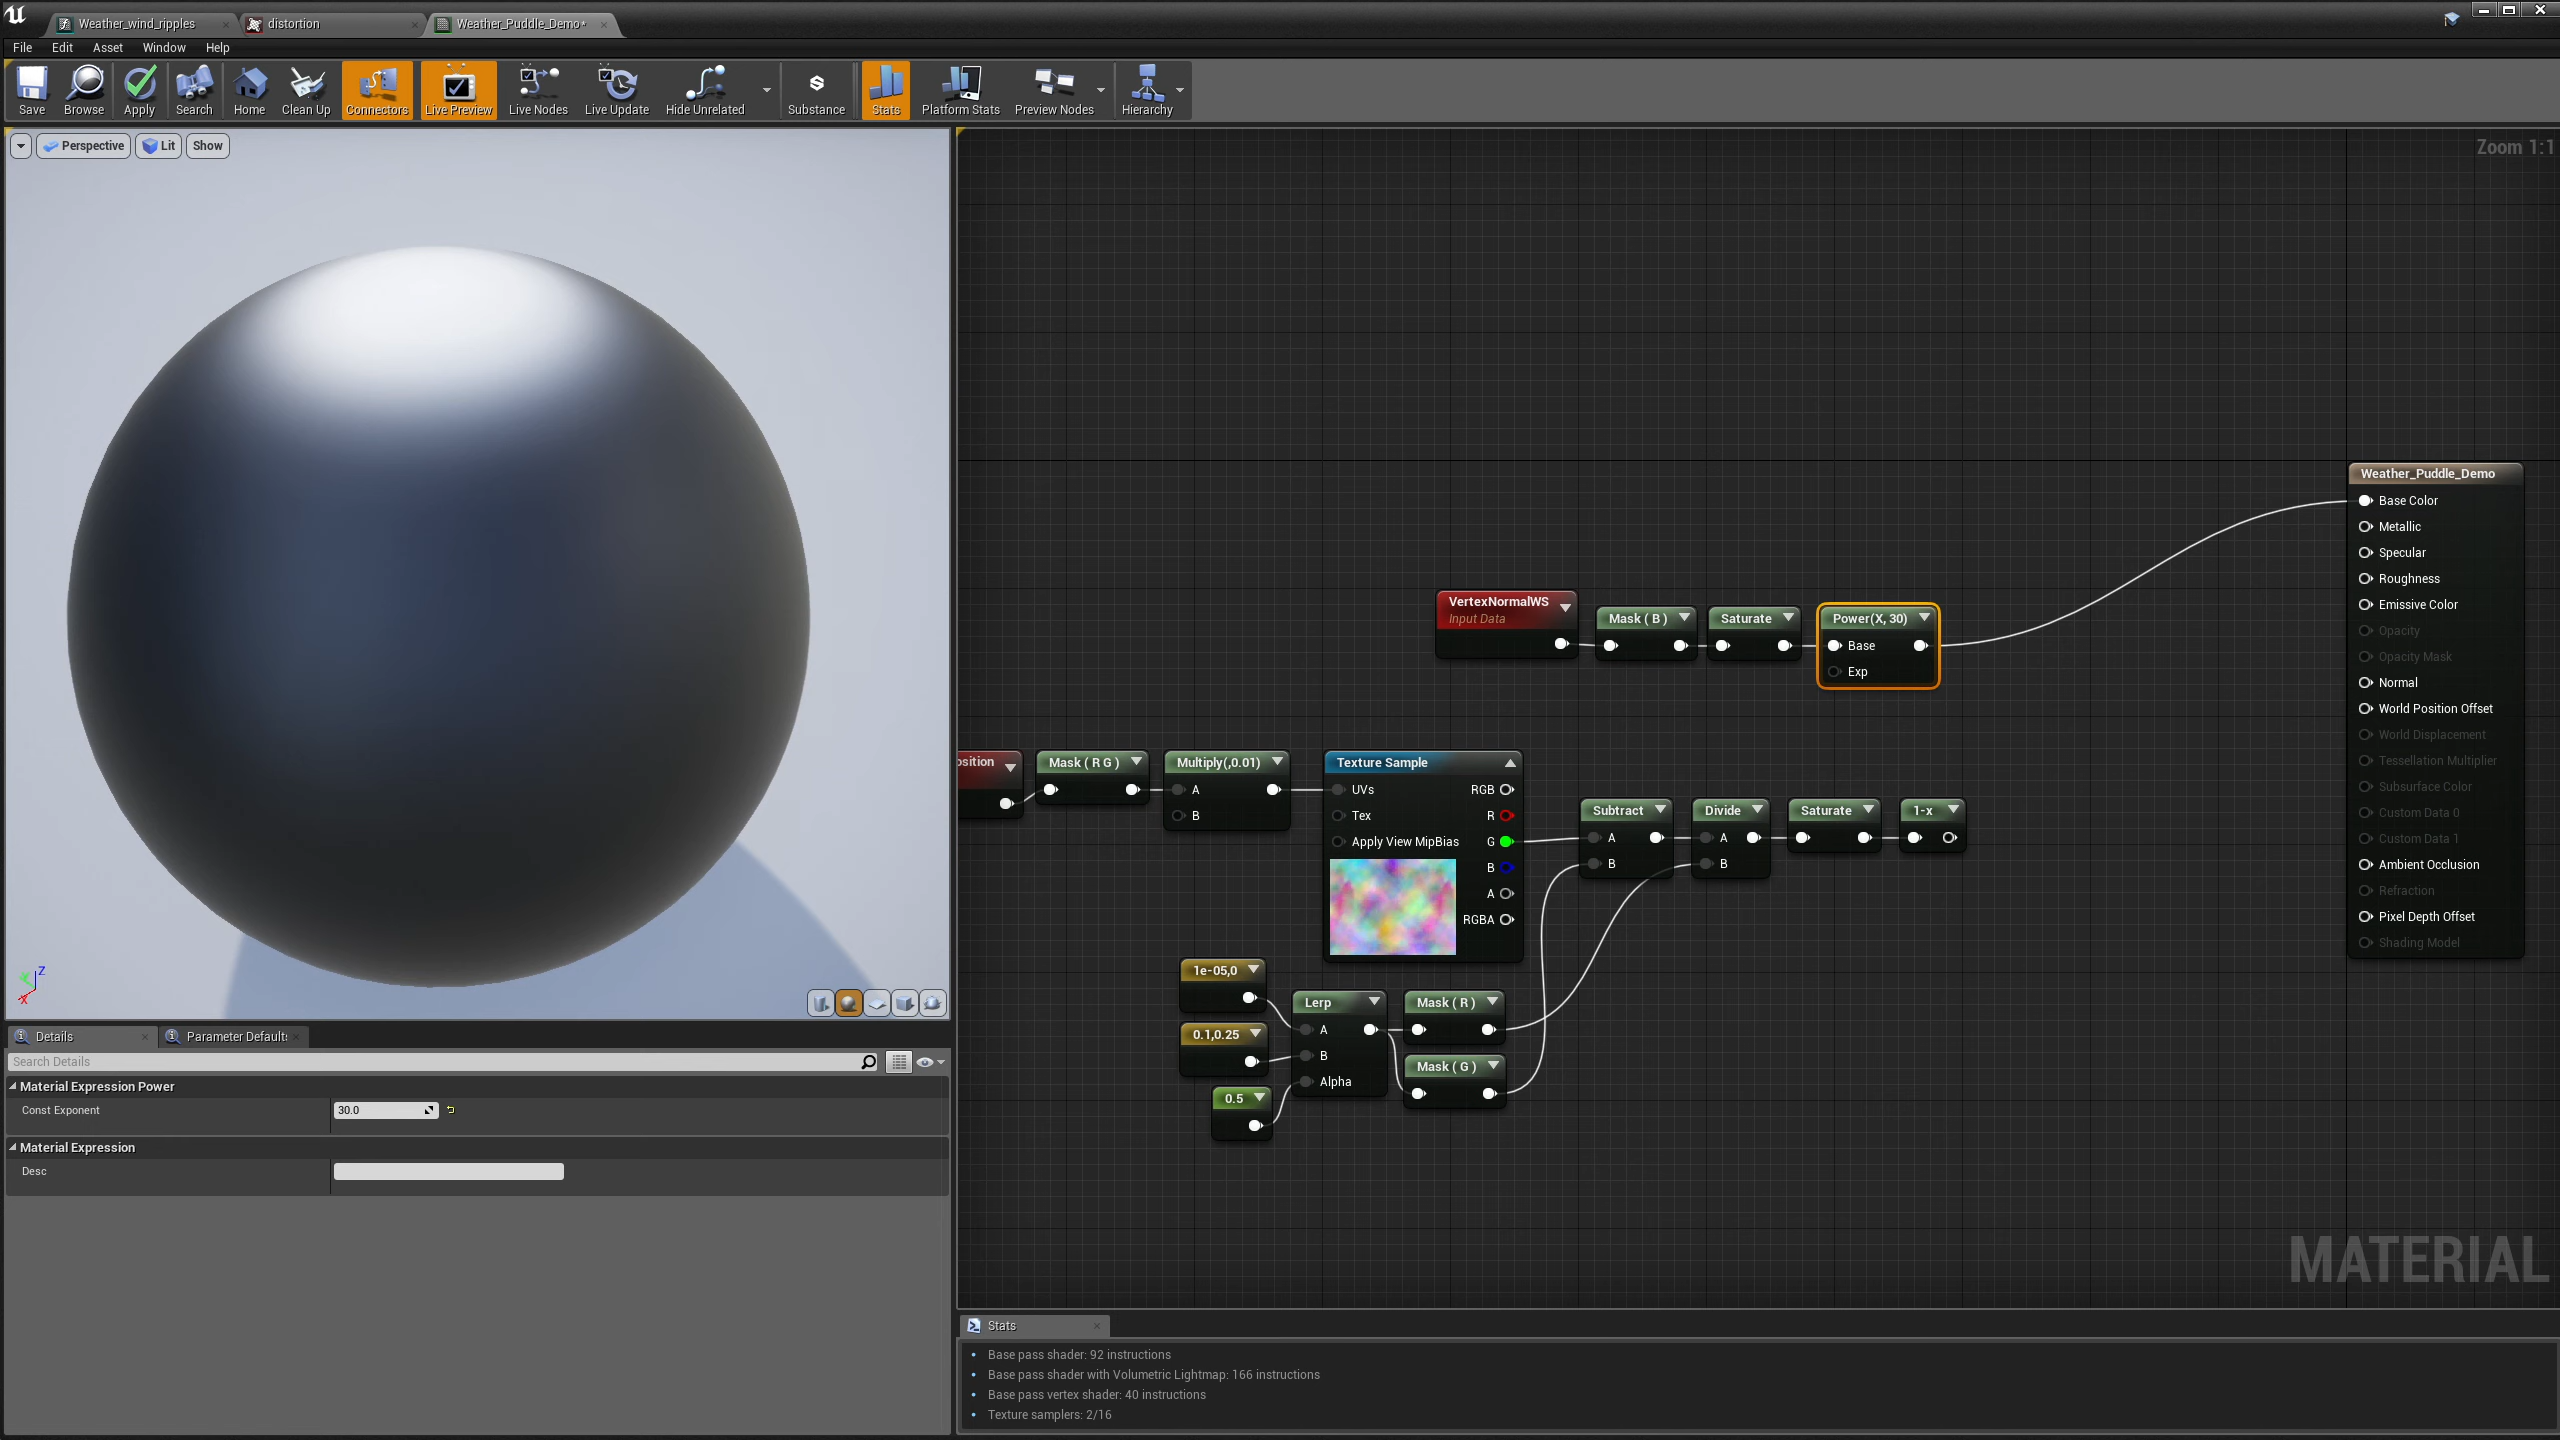 Weather_wind_ripples
distortion
Weather_Puddle_Demo*
File Edit Asset Window Help
Save Browse Apply Search Home Clean Up Connectors Live Preview Live Nodes Live Update Hide Unrelated Substance Stats Platform Stats Preview Nodes Hierarchy
Perspective Lit Show
Zoom 1:1
Weather_Puddle_Demo
Base Color
Metallic
Specular
Roughness
Emissive Color
Opacity
Opacity Mask
Normal
World Position Offset
World Displacement
Tessellation Multiplier
Subsurface Color
Custom Data 0
Custom Data 1
Ambient Occlusion
Refraction
Pixel Depth Offset
Shading Model
VertexNormalWS
Input Data
Mask ( B )
Saturate
Power(X, 30)
Base
Exp
osition
Mask ( R G )
Multiply(,0.01)
A
B
Texture Sample
UVs RGB
Tex R
Apply View MipBias G
B
A
RGBA
Subtract
A
B
Divide
A
B
Saturate
1-x
1e-05,0
0.1,0.25
0.5
Lerp
A
B
Alpha
Mask ( R )
Mask ( G )
MATERIAL
Z
X
Details
Parameter Defaults
Search Details
Material Expression Power
Const Exponent 30.0
Material Expression
Desc
Stats
Base pass shader: 92 instructions
Base pass shader with Volumetric Lightmap: 166 instructions
Base pass vertex shader: 40 instructions
Texture samplers: 2/16